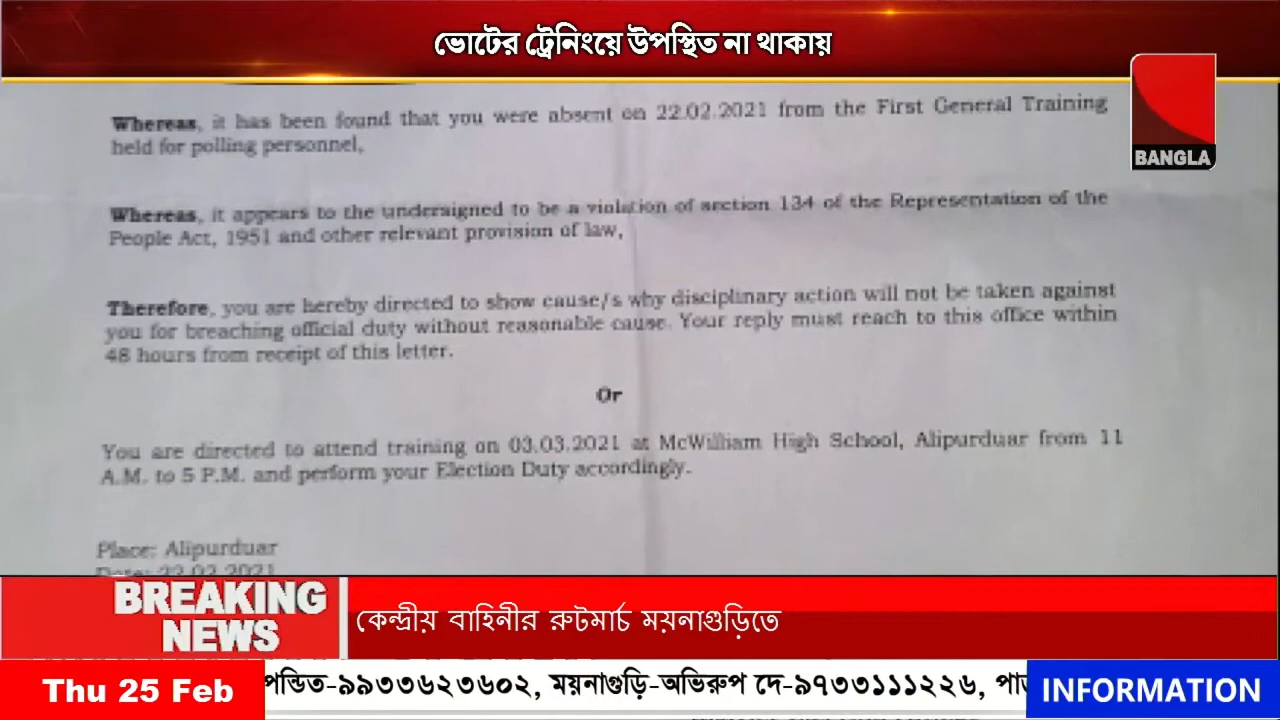 ভোটের ট্রেনিংয়ে উপস্থিত না থাকায়
BANGLA
Whereas, it has been found that you were absent on 22.02.2021 from the First General Training
held for polling personnel,
Whereas, it appears to the undersigned to be a violation of section 134 of the Representation of the
People Act, 1951 and other relevant provision of law,
Therefore, you are hereby directed to show cause/s why disciplinary action will not be taken against
you for breaching official duty without reasonable cause. Your reply must reach to this office within
48 hours from receipt of this letter.
Or
You are directed to attend training on 03.03.2021 at McWilliam High School, Alipurduar from 11
A.M. to 5 P.M. and perform your Election Duty accordingly.
Place: Alipurduar
Date: 22.02.2021
BREAKING
NEWS
কেন্দ্রীয় বাহিনীর রুটমার্চ ময়নাগুড়িতে
Thu 25 Feb
পন্ডিত-৯৯৩৩৬২৩৬০২, ময়নাগুড়ি-অভিরুপ দে-৯৭৩৩১১১২২৬,
INFORMATION